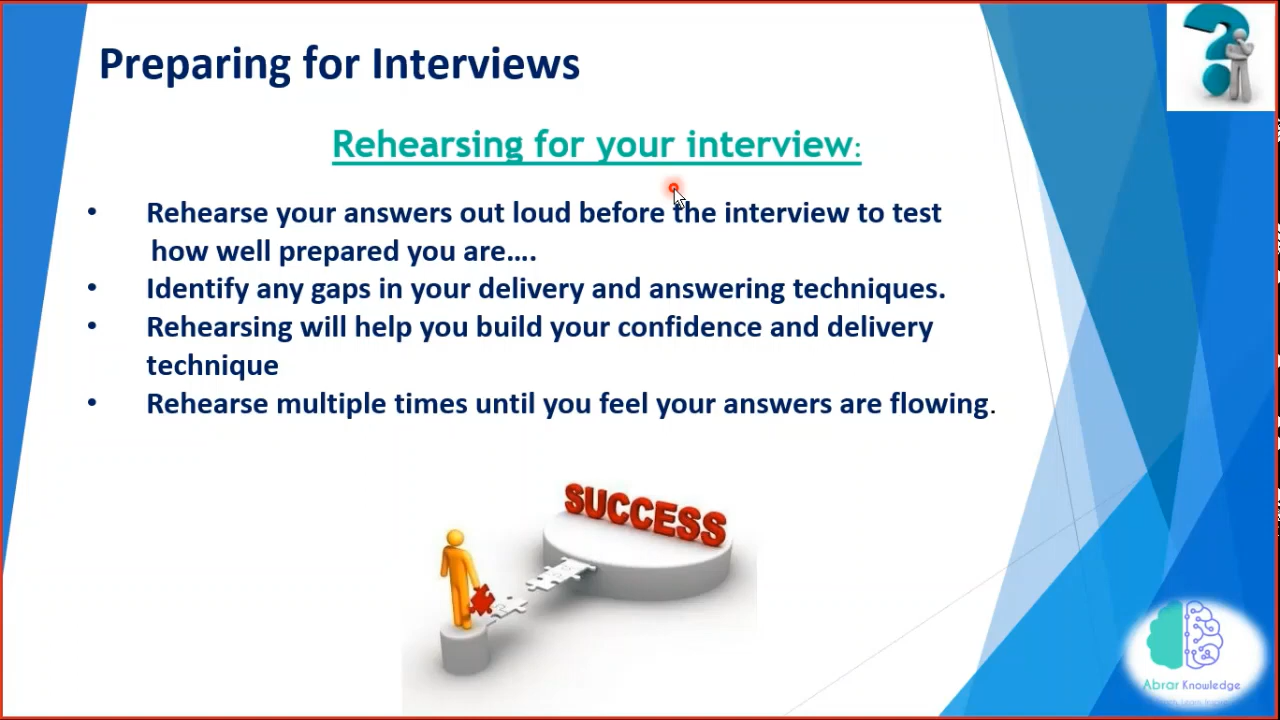 Preparing for Interviews
Rehearsing for your interview:
• Rehearse your answers out loud before the interview to test
how well prepared you are....
• Identify any gaps in your delivery and answering techniques.
• Rehearsing will help you build your confidence and delivery
technique
• Rehearse multiple times until you feel your answers are flowing.
SUCCESS
Abrar Knowledge